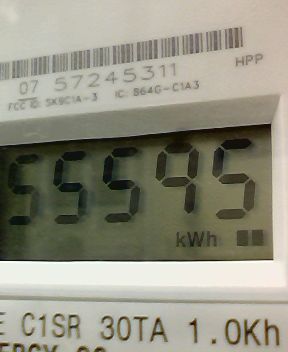 07 57245311
HPP
FCC ID: SK9C1A-3 IC: 864G-C1A3
55595
kWh
E C1SR 30TA 1.0Kh